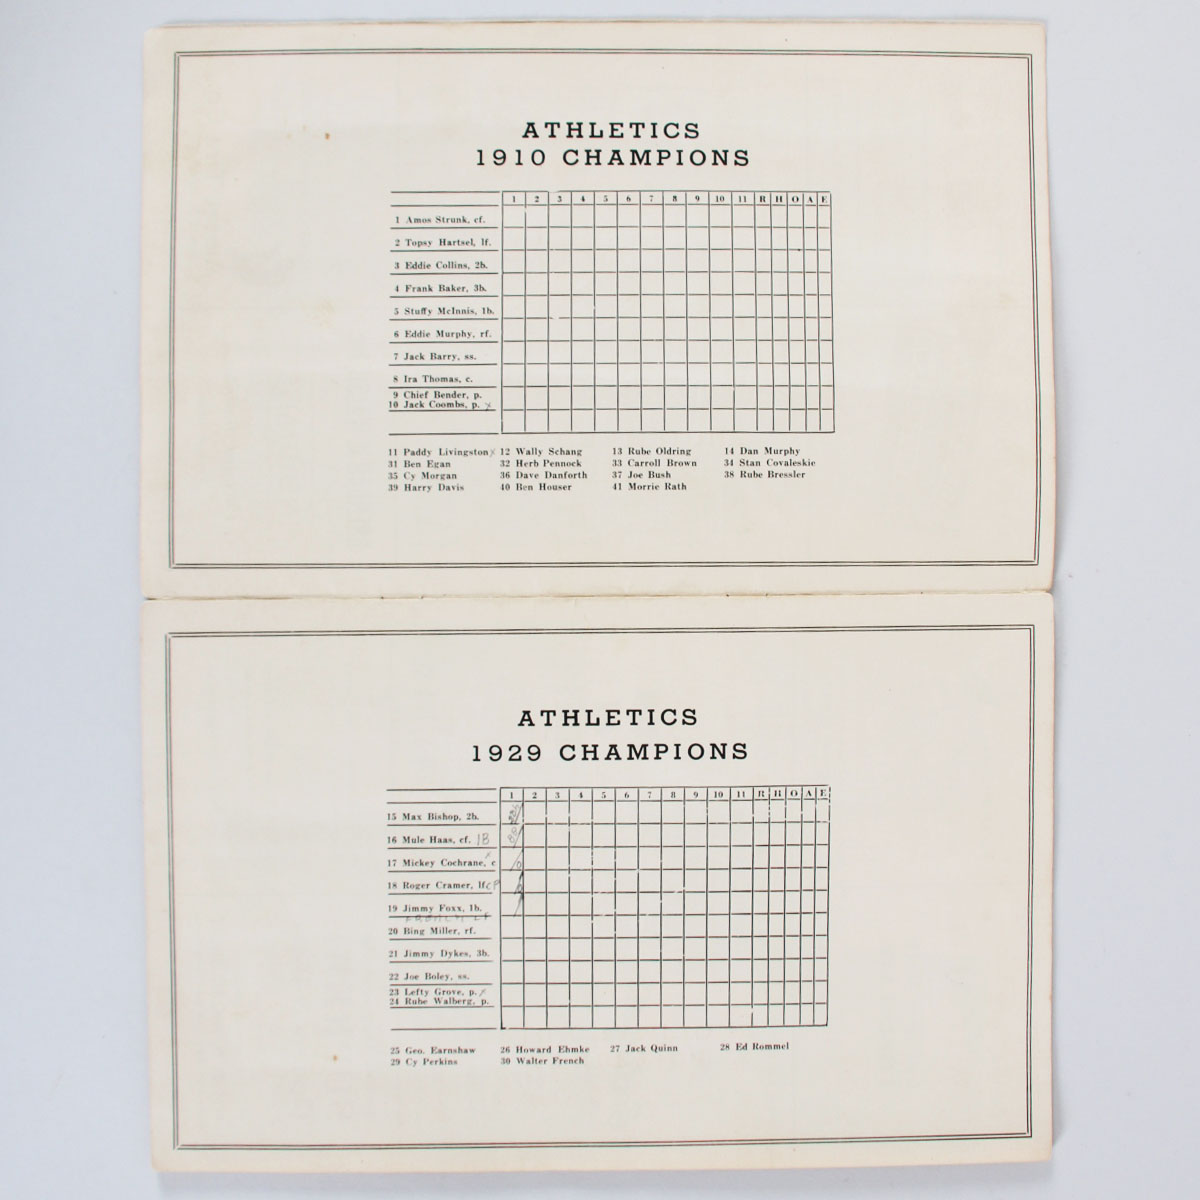 ATHLETICS
1910 CHAMPIONS
1 2 3 4 5 6 7 8 9 10 11 R H O A E
1 Amos Strunk, cf.
2 Topsy Hartsel, lf.
3 Eddie Collins, 2b.
4 Frank Baker, 3b.
5 Stuffy McInnis, 1b.
6 Eddie Murphy, rf.
7 Jack Barry, ss.
8 Ira Thomas, c.
9 Chief Bender, p.
10 Jack Coombs, p. x
11 Paddy Livingston x 12 Wally Schang 13 Rube Oldring 14 Dan Murphy
31 Ben Egan 32 Herb Pennock 33 Carroll Brown 34 Stan Covaleskie
35 Cy Morgan 36 Dave Danforth 37 Joe Bush 38 Rube Bressler
39 Harry Davis 40 Ben Houser 41 Morrie Rath
ATHLETICS
1929 CHAMPIONS
1 2 3 4 5 6 7 8 9 10 11 R H O A E
15 Max Bishop, 2b.
16 Mule Haas, cf. 1B
17 Mickey Cochrane, c
18 Roger Cramer, lf CF
19 Jimmy Foxx, 1b.
20 Bing Miller, rf.
21 Jimmy Dykes, 3b.
22 Joe Boley, ss.
23 Lefty Grove, p. x
24 Rube Walberg, p.
25 Geo. Earnshaw 26 Howard Ehmke 27 Jack Quinn 28 Ed Rommel
29 Cy Perkins 30 Walter French